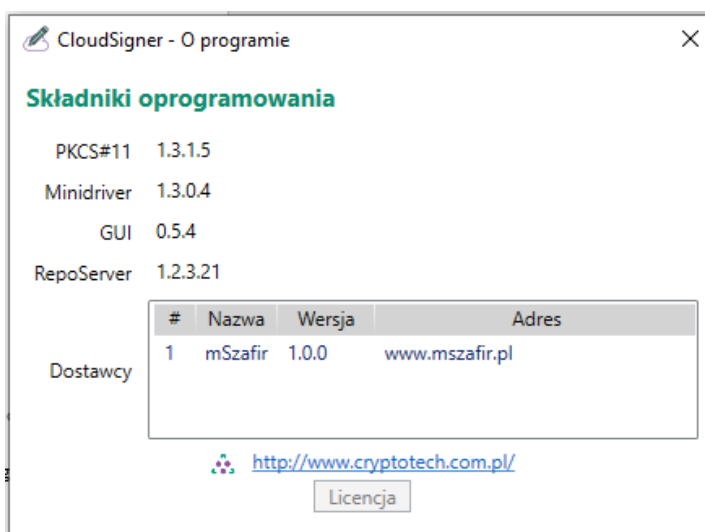 CloudSigner - O programie
Składniki oprogramowania
PKCS#11 1.3.1.5
Minidriver 1.3.0.4
GUI 0.5.4
RepoServer 1.2.3.21
# Nazwa Wersja Adres
1 mSzafir 1.0.0 www.mszafir.pl
Dostawcy
http://www.cryptotech.com.pl/
Licencja